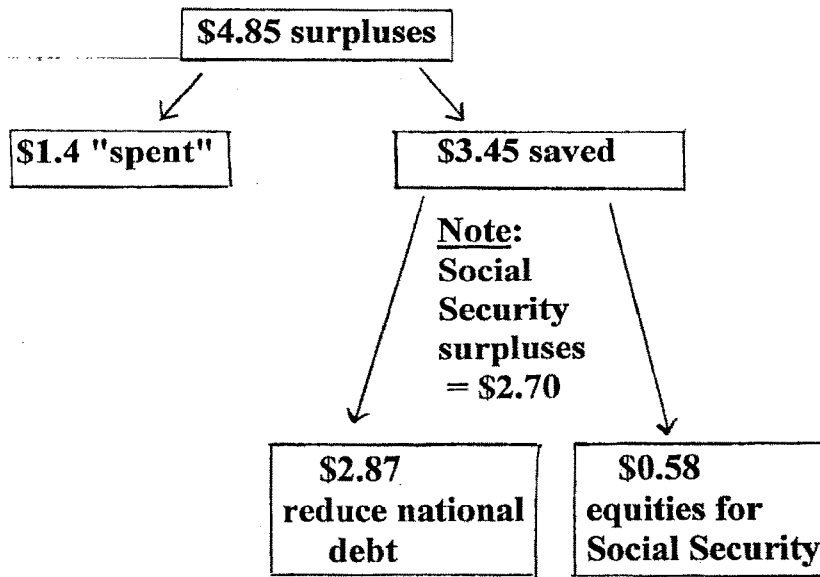 $4.85 surpluses
$1.4 "spent"
$3.45 saved
Note:
Social
Security
surpluses
= $2.70
$2.87
reduce national
debt
$0.58
equities for
Social Security